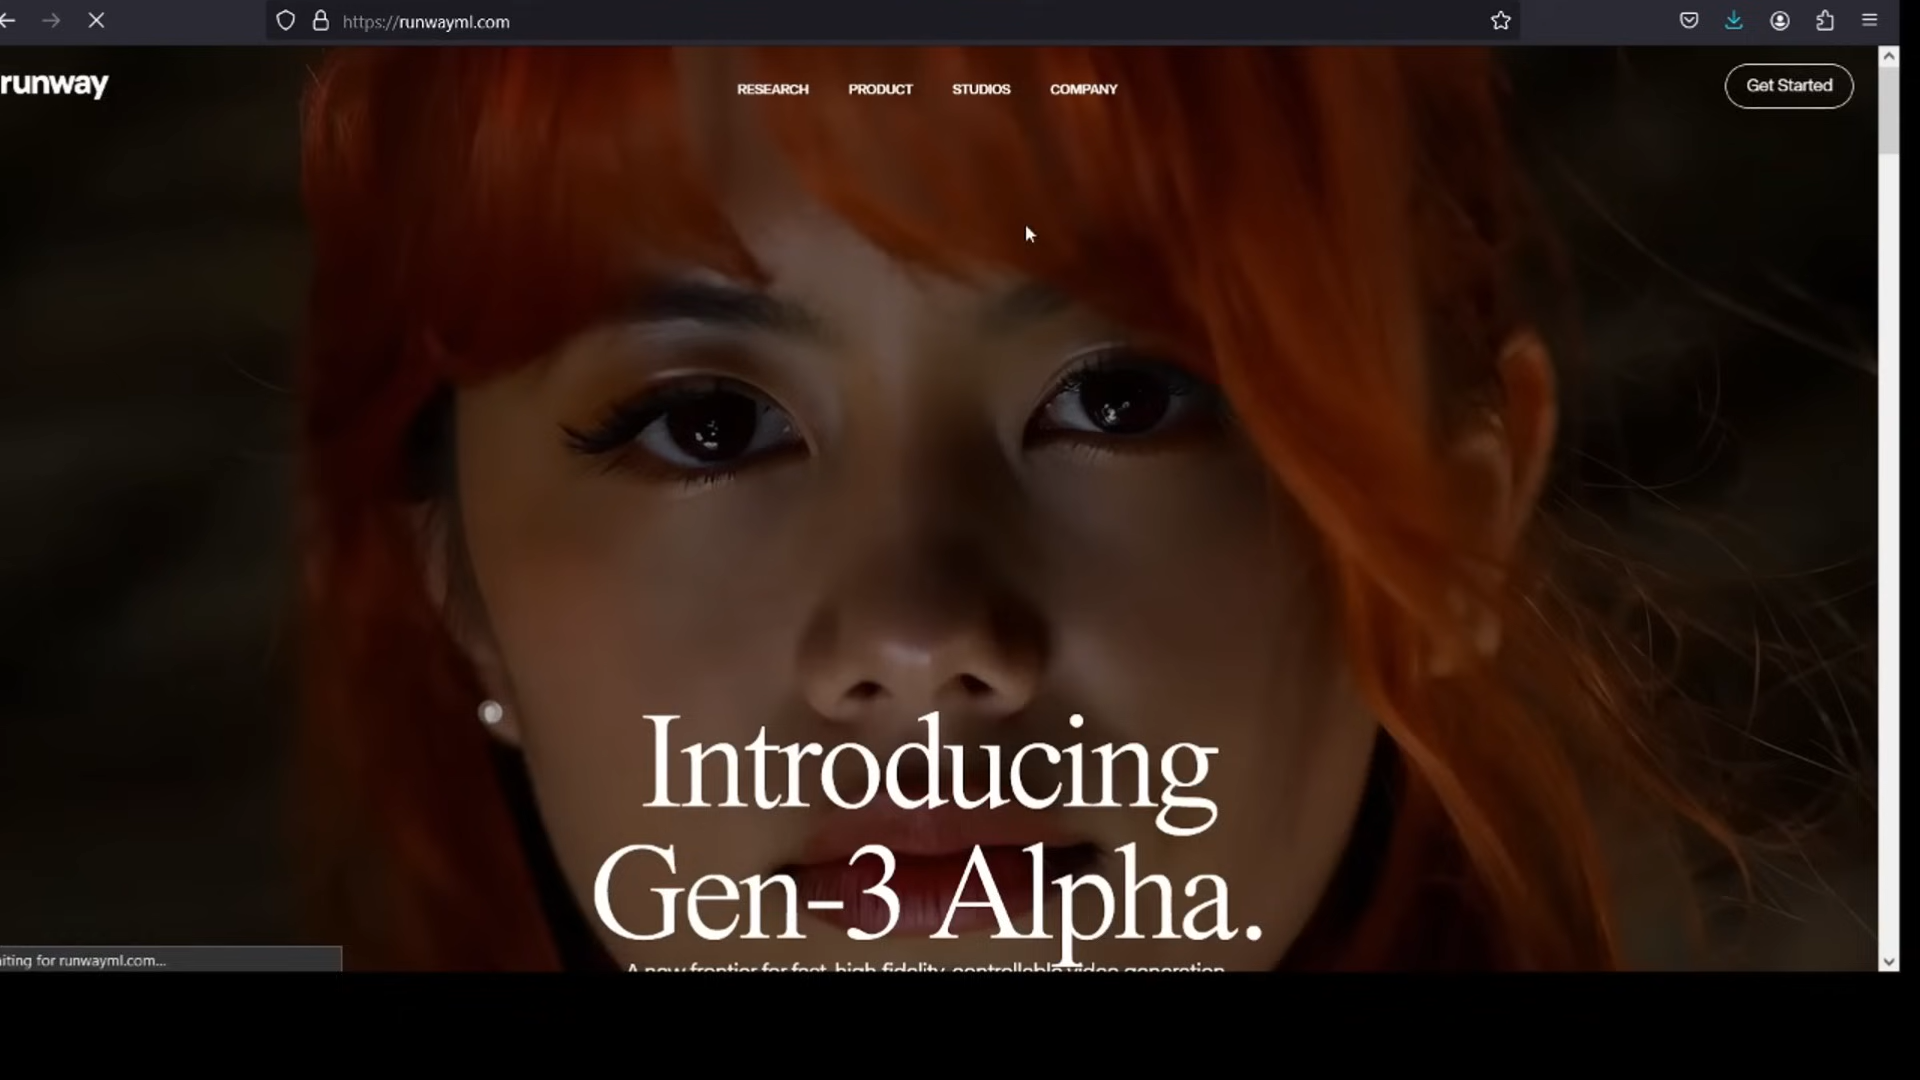 https://runwayml.com
runway
RESEARCH
PRODUCT
STUDIOS
COMPANY
Get Started
Introducing
Gen-3 Alpha.
A new frontier for fast, high fidelity, controllable video generation
iting for runwayml.com...